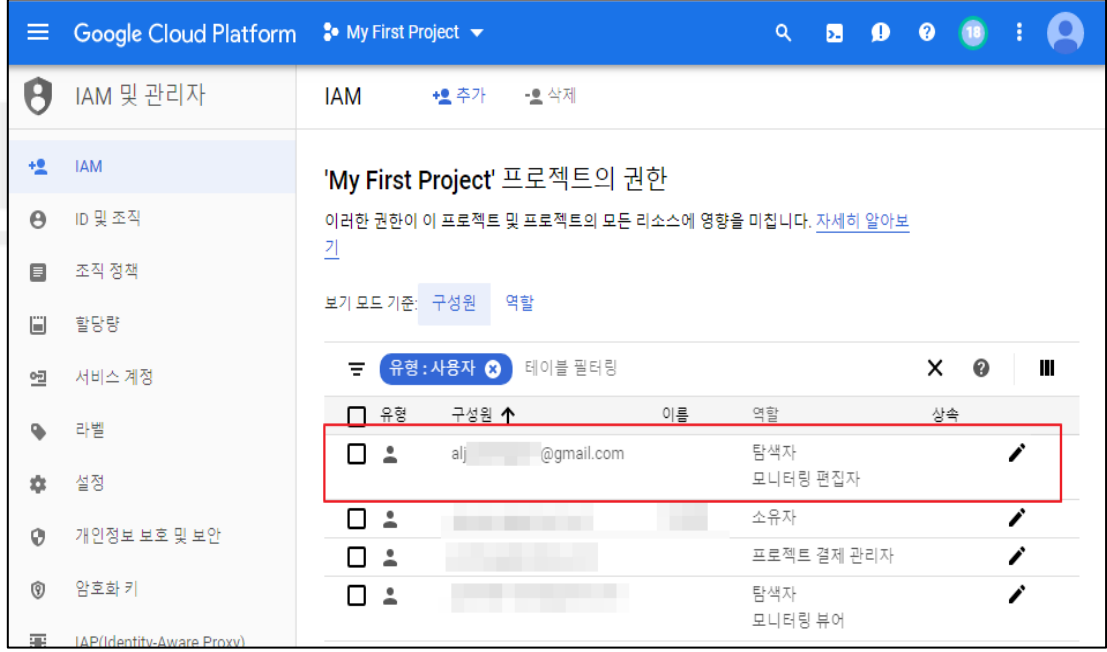 Google Cloud Platform My First Project 18
IAM 및 관리자
IAM 추가 삭제
IAM
ID 및 조직
조직 정책
할당량
서비스 계정
라벨
설정
개인정보 보호 및 보안
암호화 키
IAP(Identity-Aware Proxy)
'My First Project' 프로젝트의 권한
이러한 권한이 이 프로젝트 및 프로젝트의 모든 리소스에 영향을 미칩니다. 자세히 알아보
기
보기 모드 기준: 구성원 역할
유형 : 사용자 테이블 필터링
유형 구성원 이름 역할 상속
alj @gmail.com 탐색자
모니터링 편집자
소유자
프로젝트 결제 관리자
탐색자
모니터링 뷰어